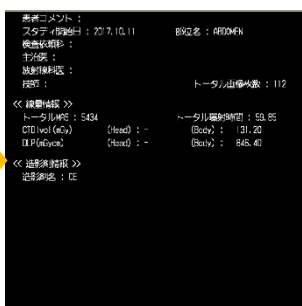 患者コメント :
スタディ開始日 : 2017.10.11 部位名 : ABDOMEN
検査依頼科 :
主治医 :
放射線科医 :
技師 : トータル画像枚数 : 112
≪ 線量情報 ≫
トータルMAS : 5434 トータル曝射時間 : 59.85
CTDIvol(mGy) (Head) : - (Body) : 131.20
DLP(mGycm) (Head) : - (Body) : 846.40
≪ 造影剤情報 ≫
造影剤名 : CE